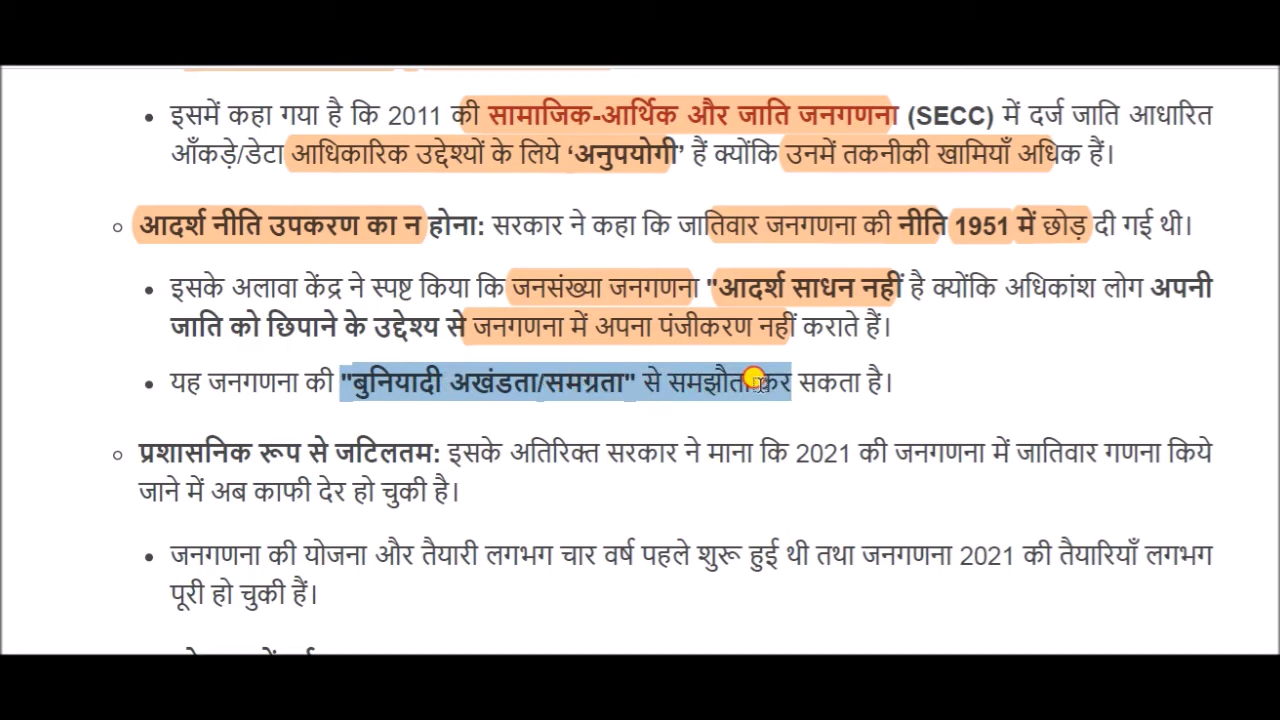 इसमें कहा गया है कि 2011 की सामाजिक-आर्थिक और जाति जनगणना (SECC) में दर्ज जाति आधारित
आँकड़े/डेटा आधिकारिक उद्देश्यों के लिये ‘अनुपयोगी’ हैं क्योंकि उनमें तकनीकी खामियाँ अधिक हैं।
आदर्श नीति उपकरण का न होना: सरकार ने कहा कि जातिवार जनगणना की नीति 1951 में छोड़ दी गई थी।
इसके अलावा केंद्र ने स्पष्ट किया कि जनसंख्या जनगणना "आदर्श साधन नहीं है क्योंकि अधिकांश लोग अपनी
जाति को छिपाने के उद्देश्य से जनगणना में अपना पंजीकरण नहीं कराते हैं।
यह जनगणना की "बुनियादी अखंडता/समग्रता" से समझौता कर सकता है।
प्रशासनिक रूप से जटिलतम: इसके अतिरिक्त सरकार ने माना कि 2021 की जनगणना में जातिवार गणना किये
जाने में अब काफी देर हो चुकी है।
जनगणना की योजना और तैयारी लगभग चार वर्ष पहले शुरू हुई थी तथा जनगणना 2021 की तैयारियाँ लगभग
पूरी हो चुकी हैं।